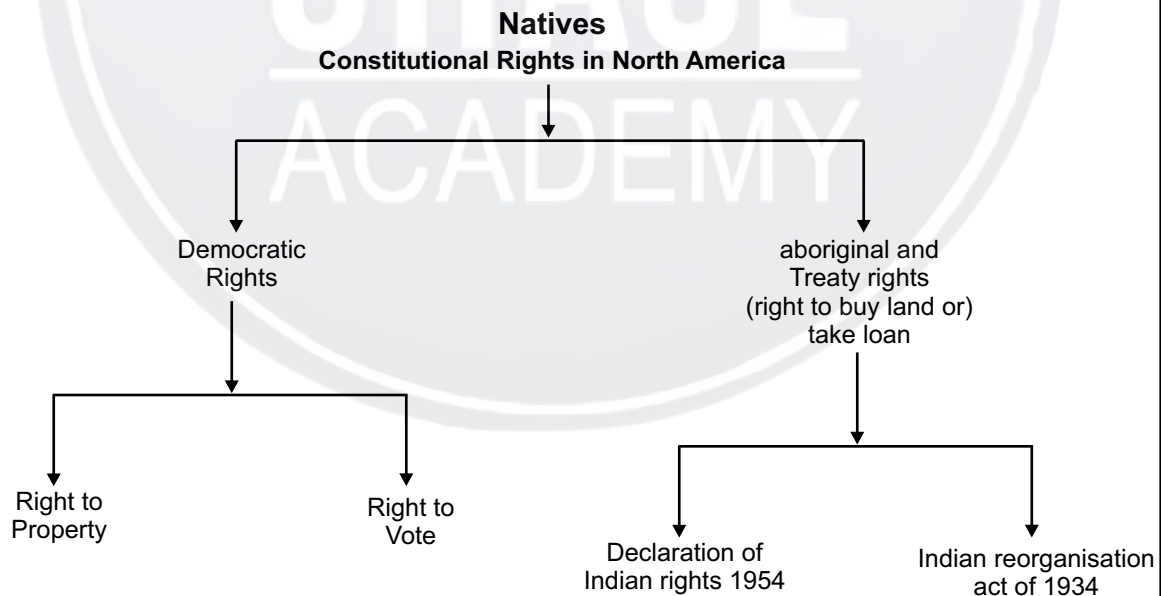 Natives
Constitutional Rights in North America
ACADEMY
Democratic
Rights
aboriginal and
Treaty rights
(right to buy land or)
take loan
Right to
Property
Right to
Vote
Declaration of
Indian rights 1954
Indian reorganisation
act of 1934